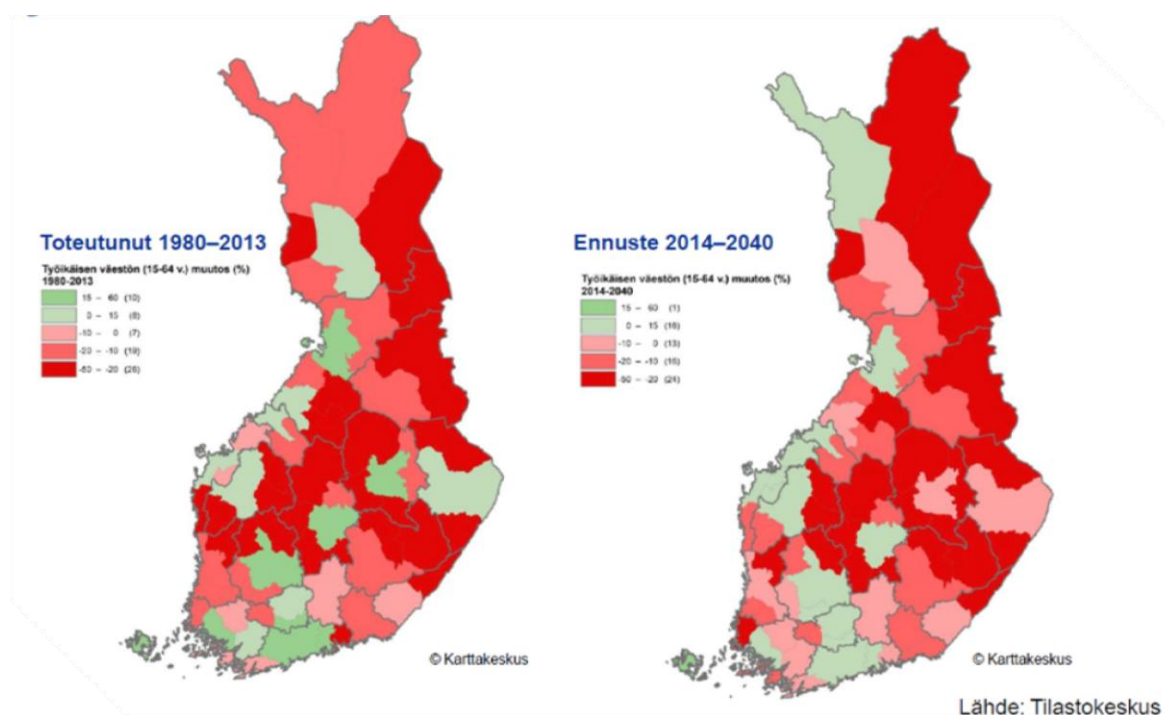 Toteutunut 1980–2013
Työikäisen väestön (15-64 v.) muutos (%)
1980-2013
15 – 60 (10)
0 – 15 (8)
-10 – 0 (7)
-20 – -10 (19)
-50 – -20 (26)
© Karttakeskus
Ennuste 2014–2040
Työikäisen väestön (15-64 v.) muutos (%)
2014-2040
15 – 60 (1)
0 – 15 (16)
-10 – 0 (13)
-20 – -10 (16)
-50 – -20 (24)
© Karttakeskus
Lähde: Tilastokeskus